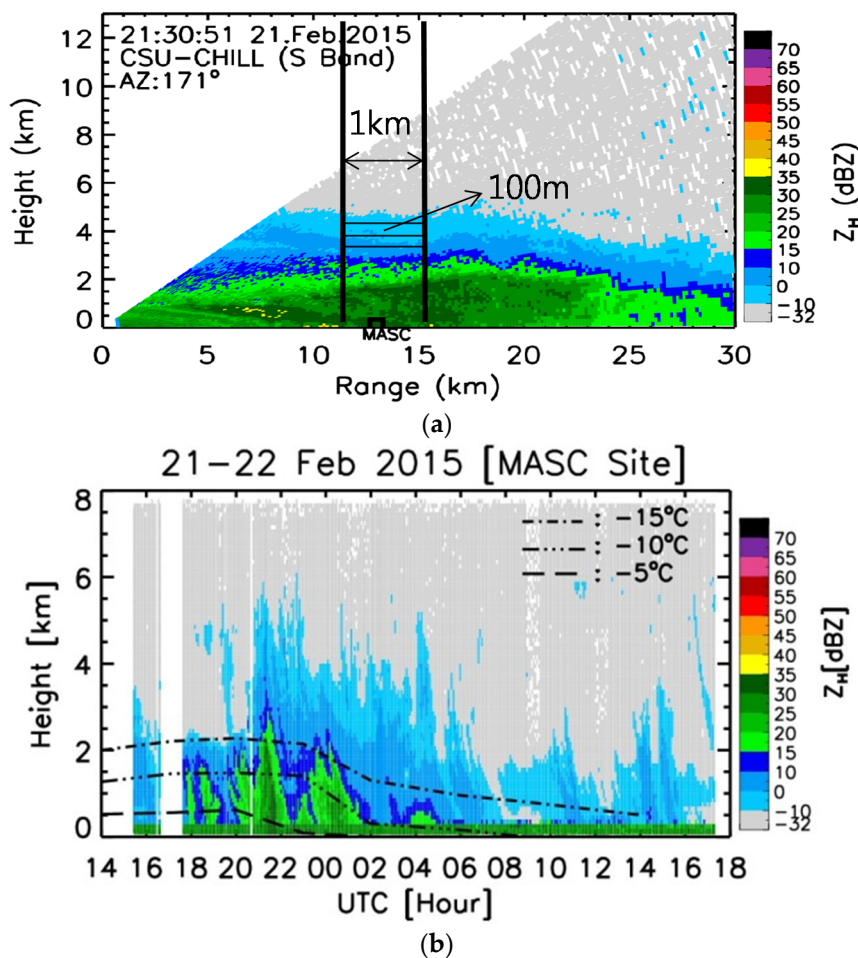 21:30:51 21.Feb.2015
CSU-CHILL (S Band)
AZ:171°
1km
100m
MASC
12
10
8
6
4
2
0
Height (km)
0 5 10 15 20 25 30
Range (km)
70
65
60
55
50
45
40
35
30
25
20
15
10
0
-10
-32
Z_H (dBZ)
(a)
21-22 Feb 2015 [MASC Site]
: -15°C
: -10°C
: -5°C
8
6
4
2
0
Height [km]
14 16 18 20 22 00 02 04 06 08 10 12 14 16 18
UTC [Hour]
70
65
60
55
50
45
40
35
30
25
20
15
10
0
-10
-32
Z_H[dBZ]
(b)